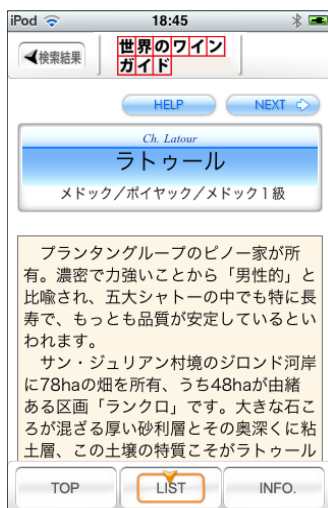 iPod 18:45
検索結果
世界のワイン
ガイド
HELP NEXT
Ch. Latour
ラトゥール
メドック／ポイヤック／メドック１級
プランタングループのピノー家が所
有。濃密で力強いことから「男性的」と
比喩され、五大シャトーの中でも特に長
寿で、もっとも品質が安定しているとい
われます。
サン・ジュリアン村境のジロンド河岸
に78haの畑を所有、うち48haが由緒
ある区画「ランクロ」です。大きな石こ
ろが混ざる厚い砂利層とその奥深くに粘
土層、この土壌の特質こそがラトゥール
TOP LIST INFO.